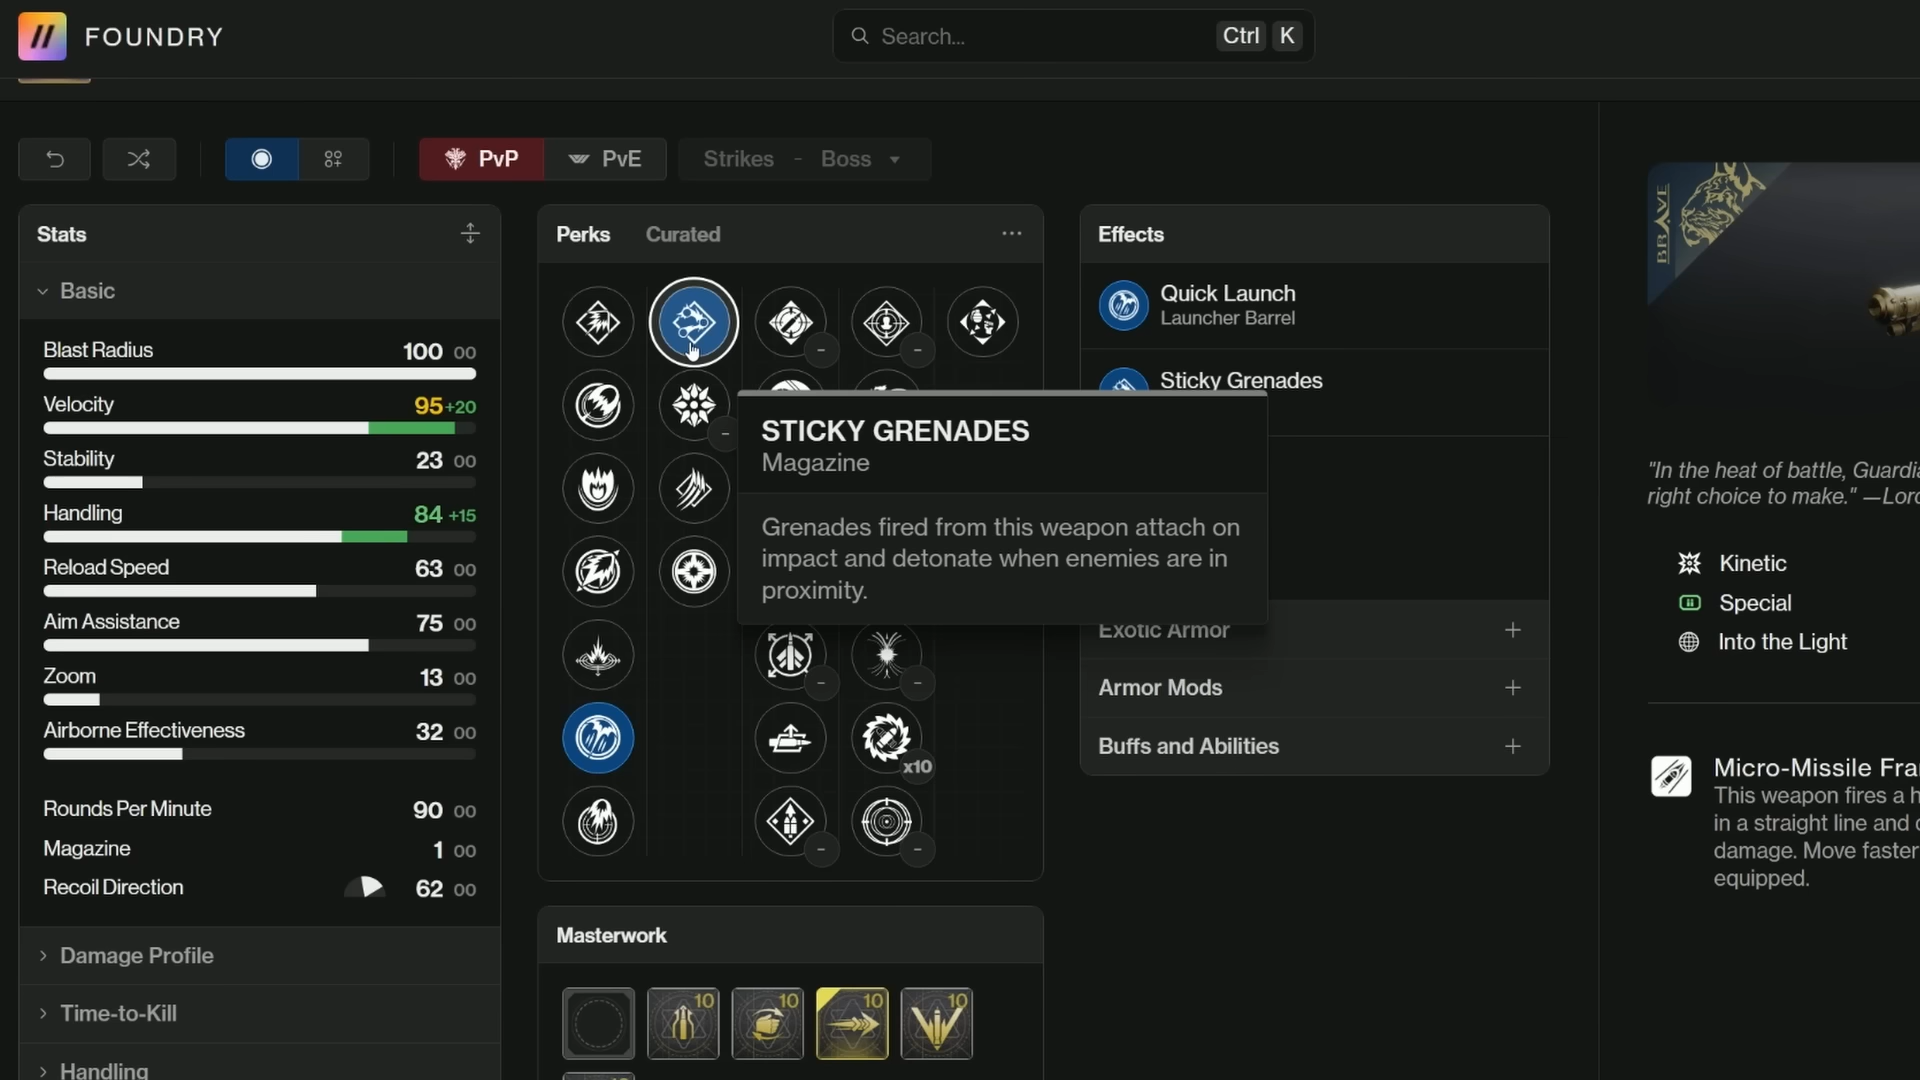 FOUNDRY
Search...
Ctrl K
PvP
PvE
Strikes - Boss
Stats
Basic
Blast Radius 100 00
Velocity 95 +20
Stability 23 00
Handling 84 +15
Reload Speed 63 00
Aim Assistance 75 00
Zoom 13 00
Airborne Effectiveness 32 00
Rounds Per Minute 90 00
Magazine 1 00
Recoil Direction 62 00
Damage Profile
Time-to-Kill
Handling
Perks Curated
x10
STICKY GRENADES
Magazine
Grenades fired from this weapon attach on
impact and detonate when enemies are in
proximity.
Masterwork
10 10 10 10
Effects
Quick Launch
Launcher Barrel
Sticky Grenades
Exotic Armor
Armor Mods
Buffs and Abilities
BRAVE
"In the heat of battle, Guardia
right choice to make." —Lor
Kinetic
Special
Into the Light
Micro-Missile Fra
This weapon fires a h
in a straight line and
damage. Move faster
equipped.